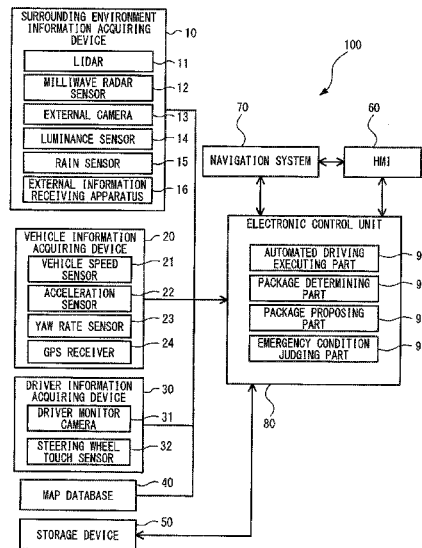 SURROUNDING ENVIRONMENT
INFORMATION ACQUIRING
DEVICE
10
LIDAR
11
MILLIWAVE RADAR
SENSOR
12
EXTERNAL CAMERA
13
LUMINANCE SENSOR
14
RAIN SENSOR
15
EXTERNAL INFORMATION
RECEIVING APPARATUS
16
VEHICLE INFORMATION
ACQUIRING DEVICE
20
VEHICLE SPEED
SENSOR
21
ACCELERATION
SENSOR
22
YAW RATE SENSOR
23
GPS RECEIVER
24
DRIVER INFORMATION
ACQUIRING DEVICE
30
DRIVER MONITOR
CAMERA
31
STEERING WHEEL
TOUCH SENSOR
32
MAP DATABASE
40
STORAGE DEVICE
50
100
70
NAVIGATION SYSTEM
60
HMI
ELECTRONIC CONTROL UNIT
AUTOMATED DRIVING
EXECUTING PART
9
PACKAGE DETERMINING
PART
9
PACKAGE PROPOSING
PART
9
EMERGENCY CONDITION
JUDGING PART
9
80